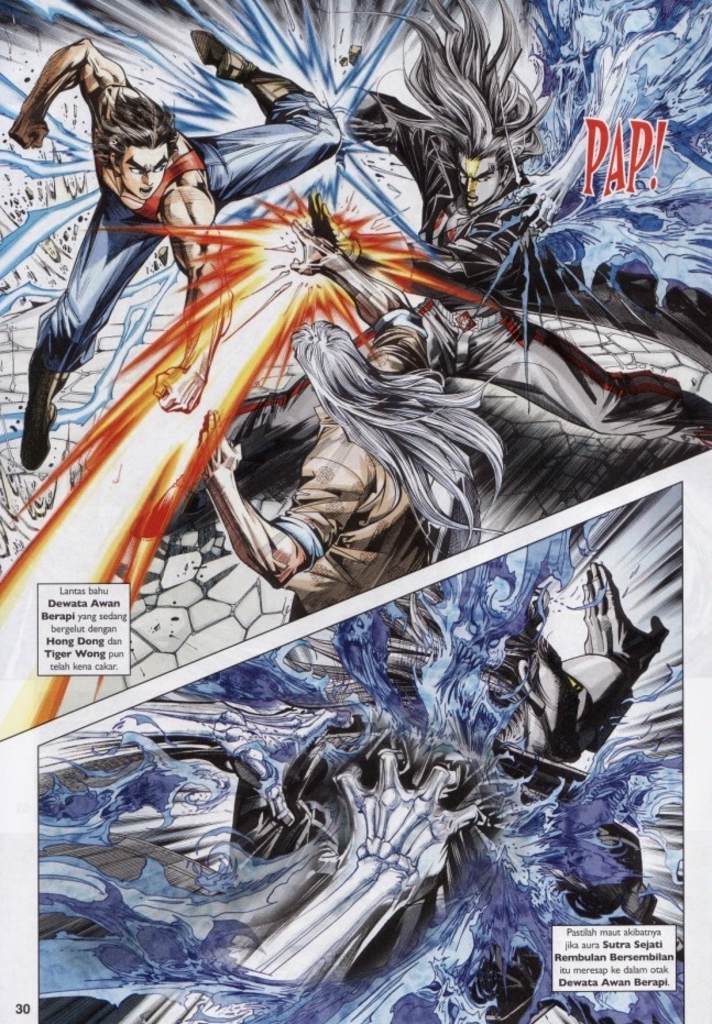 PAP!
Lantas bahu
Dewata Awan
Berapi yang sedang
bergelut dengan
Hong Dong dan
Tiger Wong pun
telah kena cakar.
Pastilah maut akibatnya
jika aura Sutra Sejati
Rembulan Bersembilan
itu meresap ke dalam otak
Dewata Awan Berapi.
30